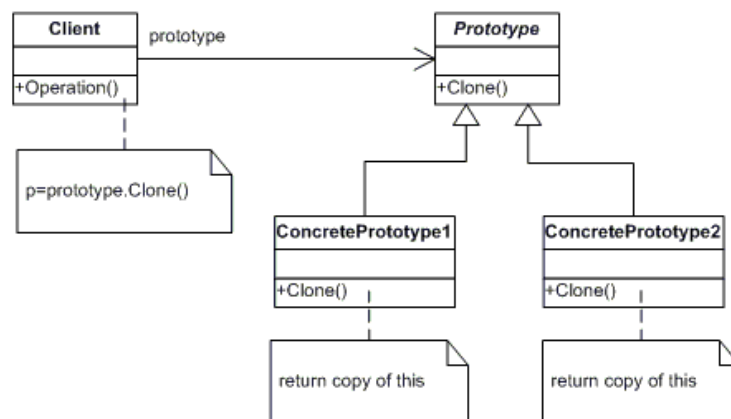 Client
prototype
Prototype
+Operation()
+Clone()
p=prototype.Clone()
ConcretePrototype1
ConcretePrototype2
+Clone()
+Clone()
return copy of this
return copy of this